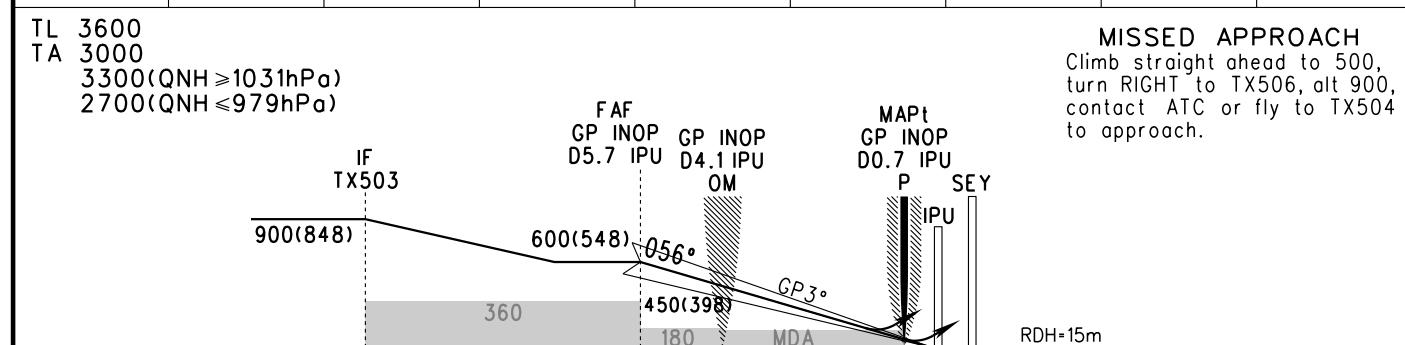 TL 3600
TA 3000
3300(QNH≥1031hPa)
2700(QNH≤979hPa)
MISSED APPROACH
Climb straight ahead to 500,
turn RIGHT to TX506, alt 900,
contact ATC or fly to TX504
to approach.
IF
TX503
FAF
GP INOP
D5.7 IPU
GP INOP
D4.1 IPU
OM
MAPt
GP INOP
D0.7 IPU
P
SEY
IPU
900(848)
600(548)
056°
GP3°
450(398)
360
180
MDA
RDH=15m